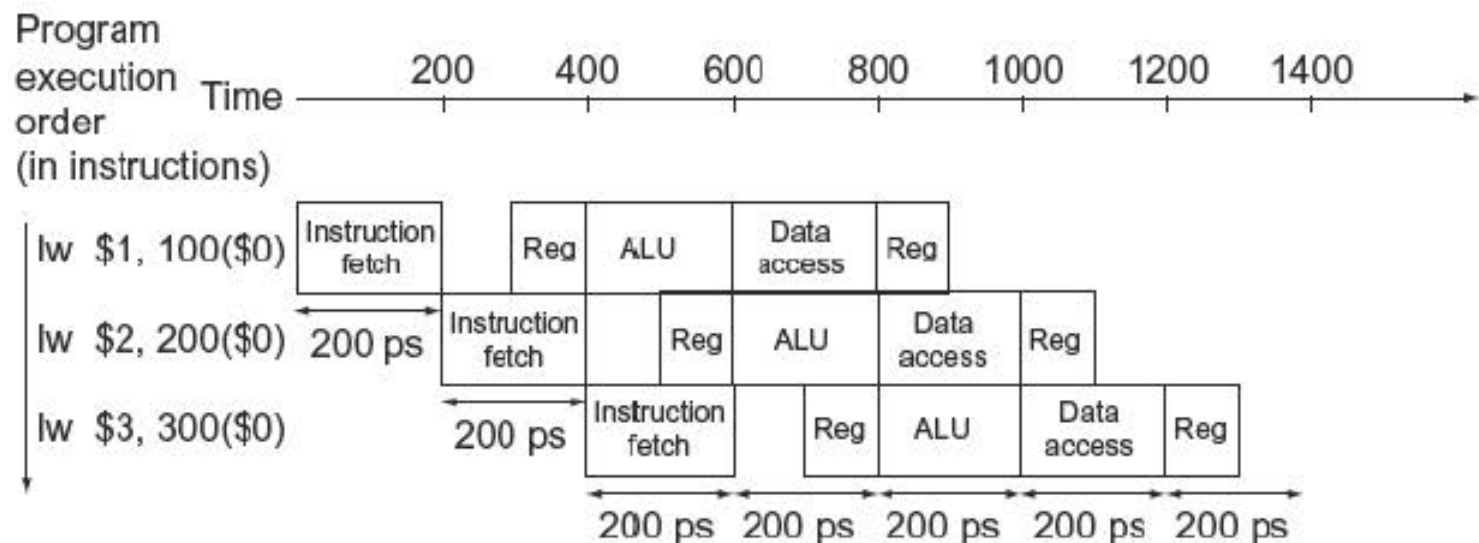 Program
execution
order
(in instructions)
Time
200 400 600 800 1000 1200 1400
lw $1, 100($0)
Instruction
fetch
Reg
ALU
Data
access
Reg
lw $2, 200($0)
200 ps
Instruction
fetch
Reg
ALU
Data
access
Reg
lw $3, 300($0)
200 ps
Instruction
fetch
Reg
ALU
Data
access
Reg
200 ps 200 ps 200 ps 200 ps 200 ps